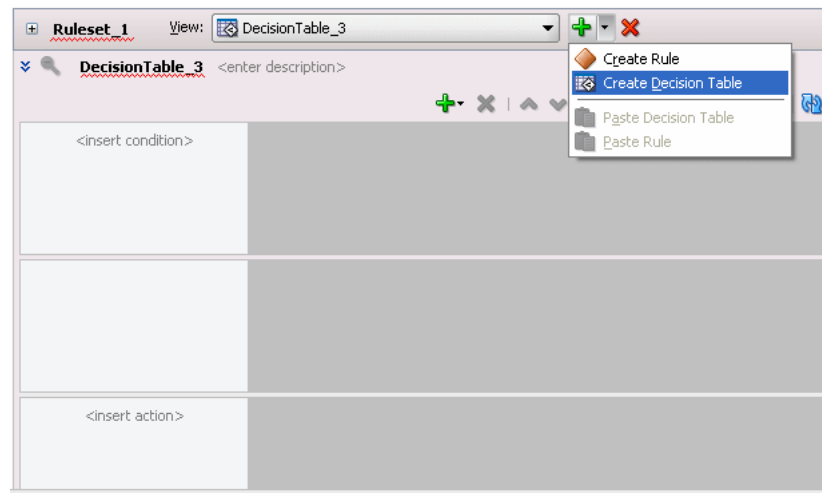 Ruleset_1 View: DecisionTable_3
DecisionTable_3 <enter description>
Create Rule
Create Decision Table
Paste Decision Table
Paste Rule
<insert condition>
<insert action>